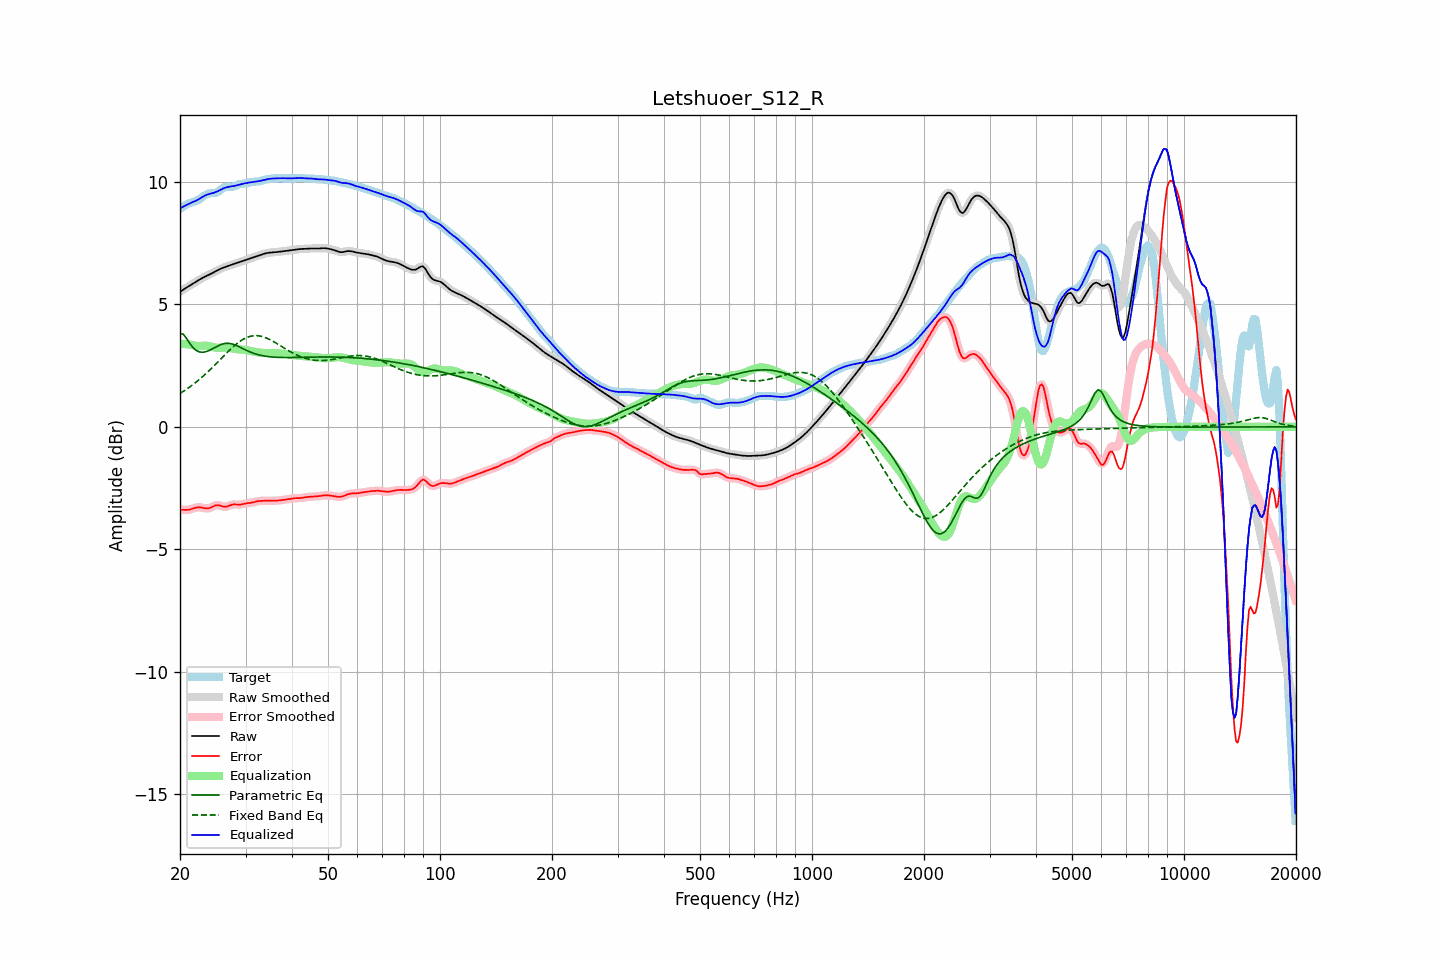 Letshuoer_S12_R
Amplitude (dBr)
10
5
0
−5
−10
−15
Target
Raw Smoothed
Error Smoothed
Raw
Error
Equalization
Parametric Eq
Fixed Band Eq
Equalized
20 50 100 200 500 1000 2000 5000 10000 20000
Frequency (Hz)